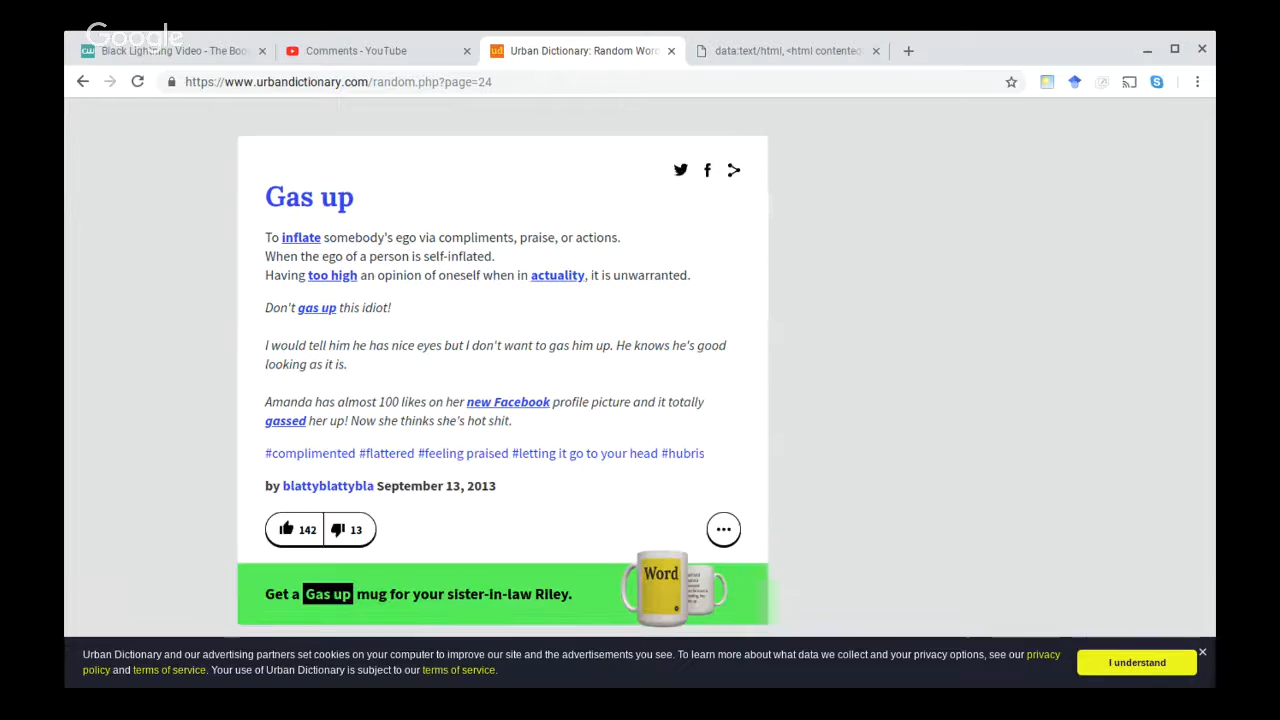 Google
Black Lightning Video - The Boo
Comments - YouTube
Urban Dictionary: Random Word
data:text/html, <html contented
https://www.urbandictionary.com/random.php?page=24
Gas up
To inflate somebody's ego via compliments, praise, or actions.
When the ego of a person is self-inflated.
Having too high an opinion of oneself when in actuality, it is unwarranted.
Don't gas up this idiot!
I would tell him he has nice eyes but I don't want to gas him up. He knows he's good
looking as it is.
Amanda has almost 100 likes on her new Facebook profile picture and it totally
gassed her up! Now she thinks she's hot shit.
#complimented #flattered #feeling praised #letting it go to your head #hubris
by blattyblattybla September 13, 2013
142 13
Get a Gas up mug for your sister-in-law Riley.
Word
Urban Dictionary and our advertising partners set cookies on your computer to improve our site and the advertisements you see. To learn more about what data we collect and your privacy options, see our privacy
policy and terms of service. Your use of Urban Dictionary is subject to our terms of service.
I understand